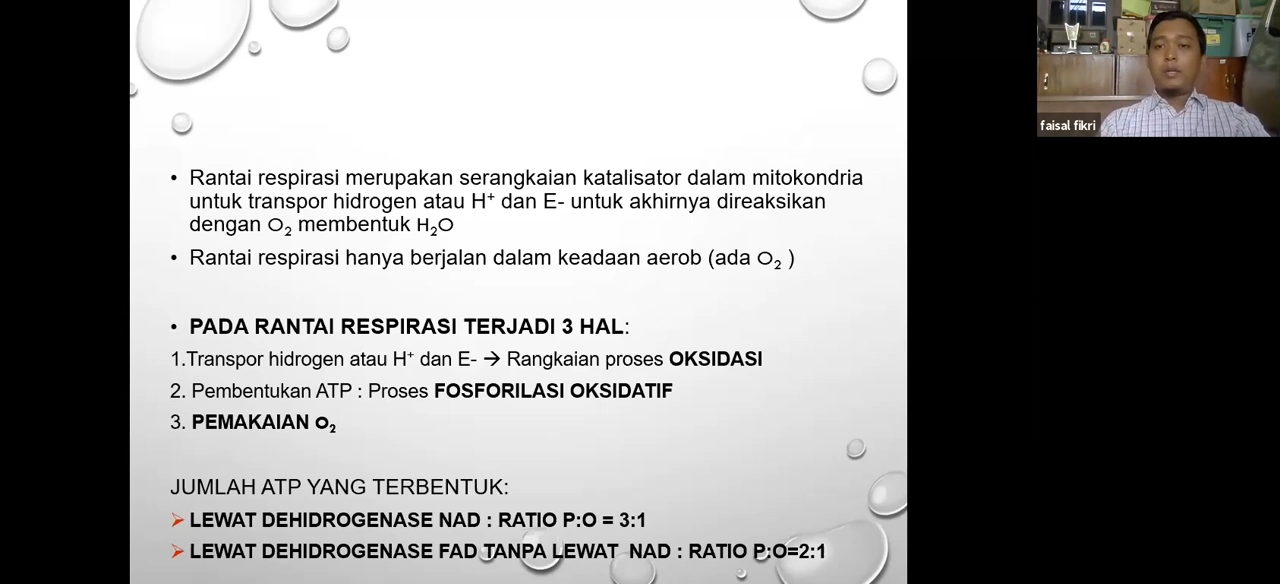 • Rantai respirasi merupakan serangkaian katalisator dalam mitokondria
untuk transpor hidrogen atau H⁺ dan E- untuk akhirnya direaksikan
dengan O₂ membentuk H₂O
• Rantai respirasi hanya berjalan dalam keadaan aerob (ada O₂ )
• PADA RANTAI RESPIRASI TERJADI 3 HAL:
1.Transpor hidrogen atau H⁺ dan E- → Rangkaian proses OKSIDASI
2. Pembentukan ATP : Proses FOSFORILASI OKSIDATIF
3. PEMAKAIAN O₂
JUMLAH ATP YANG TERBENTUK:
➢ LEWAT DEHIDROGENASE NAD : RATIO P:O = 3:1
➢ LEWAT DEHIDROGENASE FAD TANPA LEWAT NAD : RATIO P:O=2:1
faisal fikri